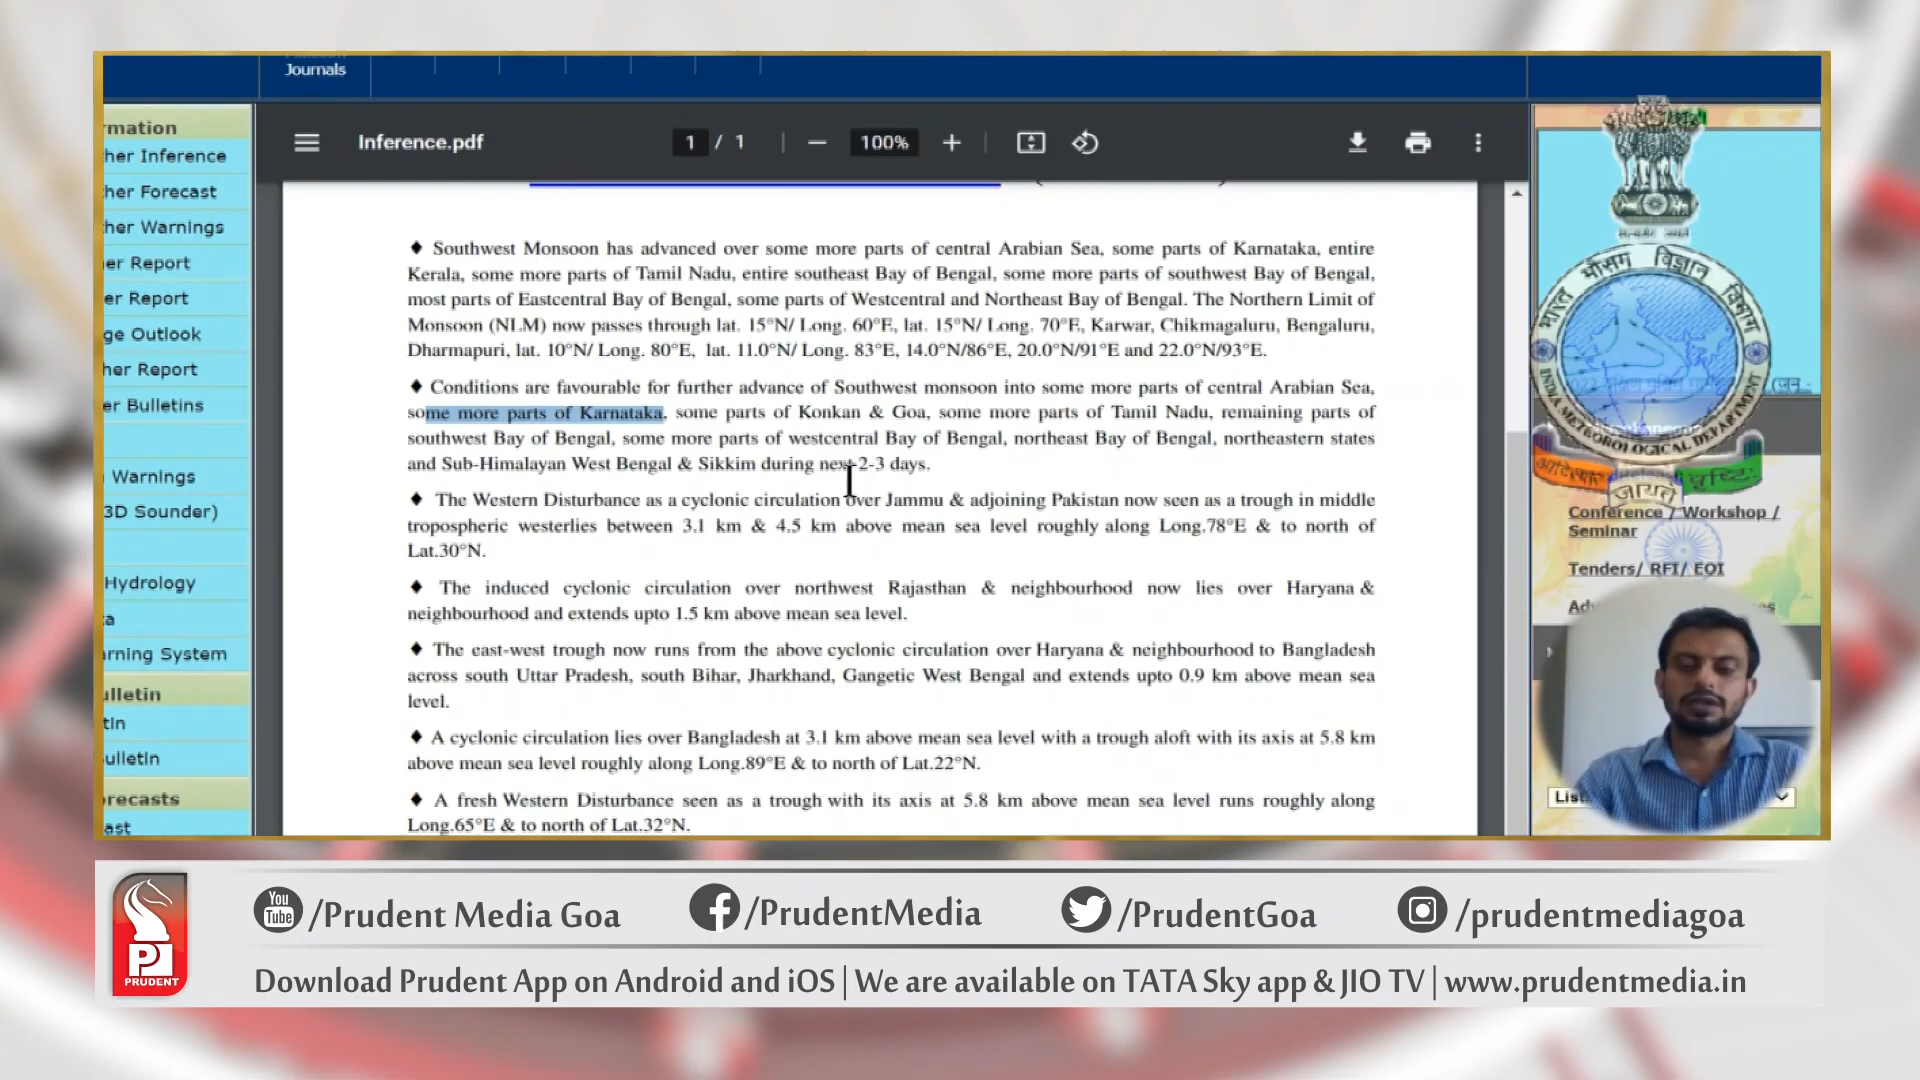 Journals
Inference.pdf
1 / 1
100%
rmation
her Inference
her Forecast
her Warnings
er Report
er Report
ge Outlook
her Report
er Bulletins
Warnings
3D Sounder)
Hydrology
a
arning System
ulletin
tin
ulletin
recasts
ast
♦ Southwest Monsoon has advanced over some more parts of central Arabian Sea, some parts of Karnataka, entire
Kerala, some more parts of Tamil Nadu, entire southeast Bay of Bengal, some more parts of southwest Bay of Bengal,
most parts of Eastcentral Bay of Bengal, some parts of Westcentral and Northeast Bay of Bengal. The Northern Limit of
Monsoon (NLM) now passes through lat. 15°N/ Long. 60°E, lat. 15°N/ Long. 70°E, Karwar, Chikmagaluru, Bengaluru,
Dharmapuri, lat. 10°N/ Long. 80°E, lat. 11.0°N/ Long. 83°E, 14.0°N/86°E, 20.0°N/91°E and 22.0°N/93°E.
♦ Conditions are favourable for further advance of Southwest monsoon into some more parts of central Arabian Sea,
some more parts of Karnataka, some parts of Konkan & Goa, some more parts of Tamil Nadu, remaining parts of
southwest Bay of Bengal, some more parts of westcentral Bay of Bengal, northeast Bay of Bengal, northeastern states
and Sub-Himalayan West Bengal & Sikkim during next 2-3 days.
♦ The Western Disturbance as a cyclonic circulation over Jammu & adjoining Pakistan now seen as a trough in middle
tropospheric westerlies between 3.1 km & 4.5 km above mean sea level roughly along Long.78°E & to north of
Lat.30°N.
♦ The induced cyclonic circulation over northwest Rajasthan & neighbourhood now lies over Haryana &
neighbourhood and extends upto 1.5 km above mean sea level.
♦ The east-west trough now runs from the above cyclonic circulation over Haryana & neighbourhood to Bangladesh
across south Uttar Pradesh, south Bihar, Jharkhand, Gangetic West Bengal and extends upto 0.9 km above mean sea
level.
♦ A cyclonic circulation lies over Bangladesh at 3.1 km above mean sea level with a trough aloft with its axis at 5.8 km
above mean sea level roughly along Long.89°E & to north of Lat.22°N.
♦ A fresh Western Disturbance seen as a trough with its axis at 5.8 km above mean sea level runs roughly along
Long.65°E & to north of Lat.32°N.
भारत मौसम विज्ञान विभाग
INDIA METEOROLOGICAL DEPARTMENT
आदित्यात् जायते वृष्टि:
Conference / Workshop /
Seminar
Tenders/ RFI/ EOI
List
PRUDENT
You Tube /Prudent Media Goa
/PrudentMedia
/PrudentGoa
/prudentmediagoa
Download Prudent App on Android and iOS | We are available on TATA Sky app & JIO TV | www.prudentmedia.in